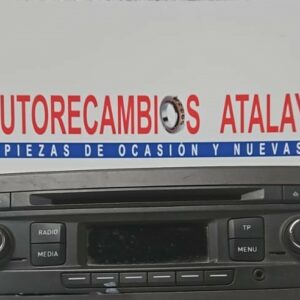 UTORECAMBIOS ATALAY
PIEZAS DE OCASIÓN Y NUEVAS
RADIO
TP
MEDIA
MENU